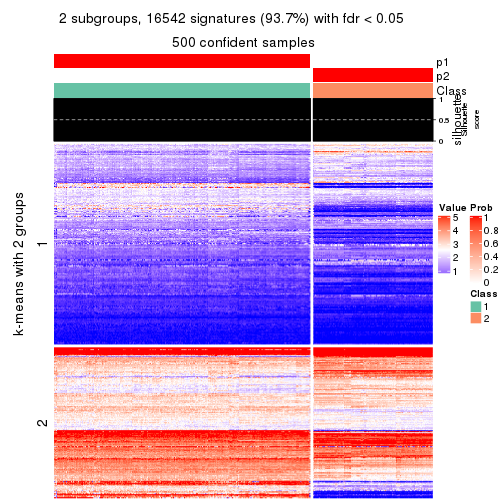 2 subgroups, 16542 signatures (93.7%) with fdr < 0.05
500 confident samples
p1
p2
Class
1
0.5
0
silhouette
Silhouette
score
k-means with 2 groups
1
2
Value
5
4
3
2
1
Prob
1
0.8
0.6
0.4
0.2
0
Class
1
2